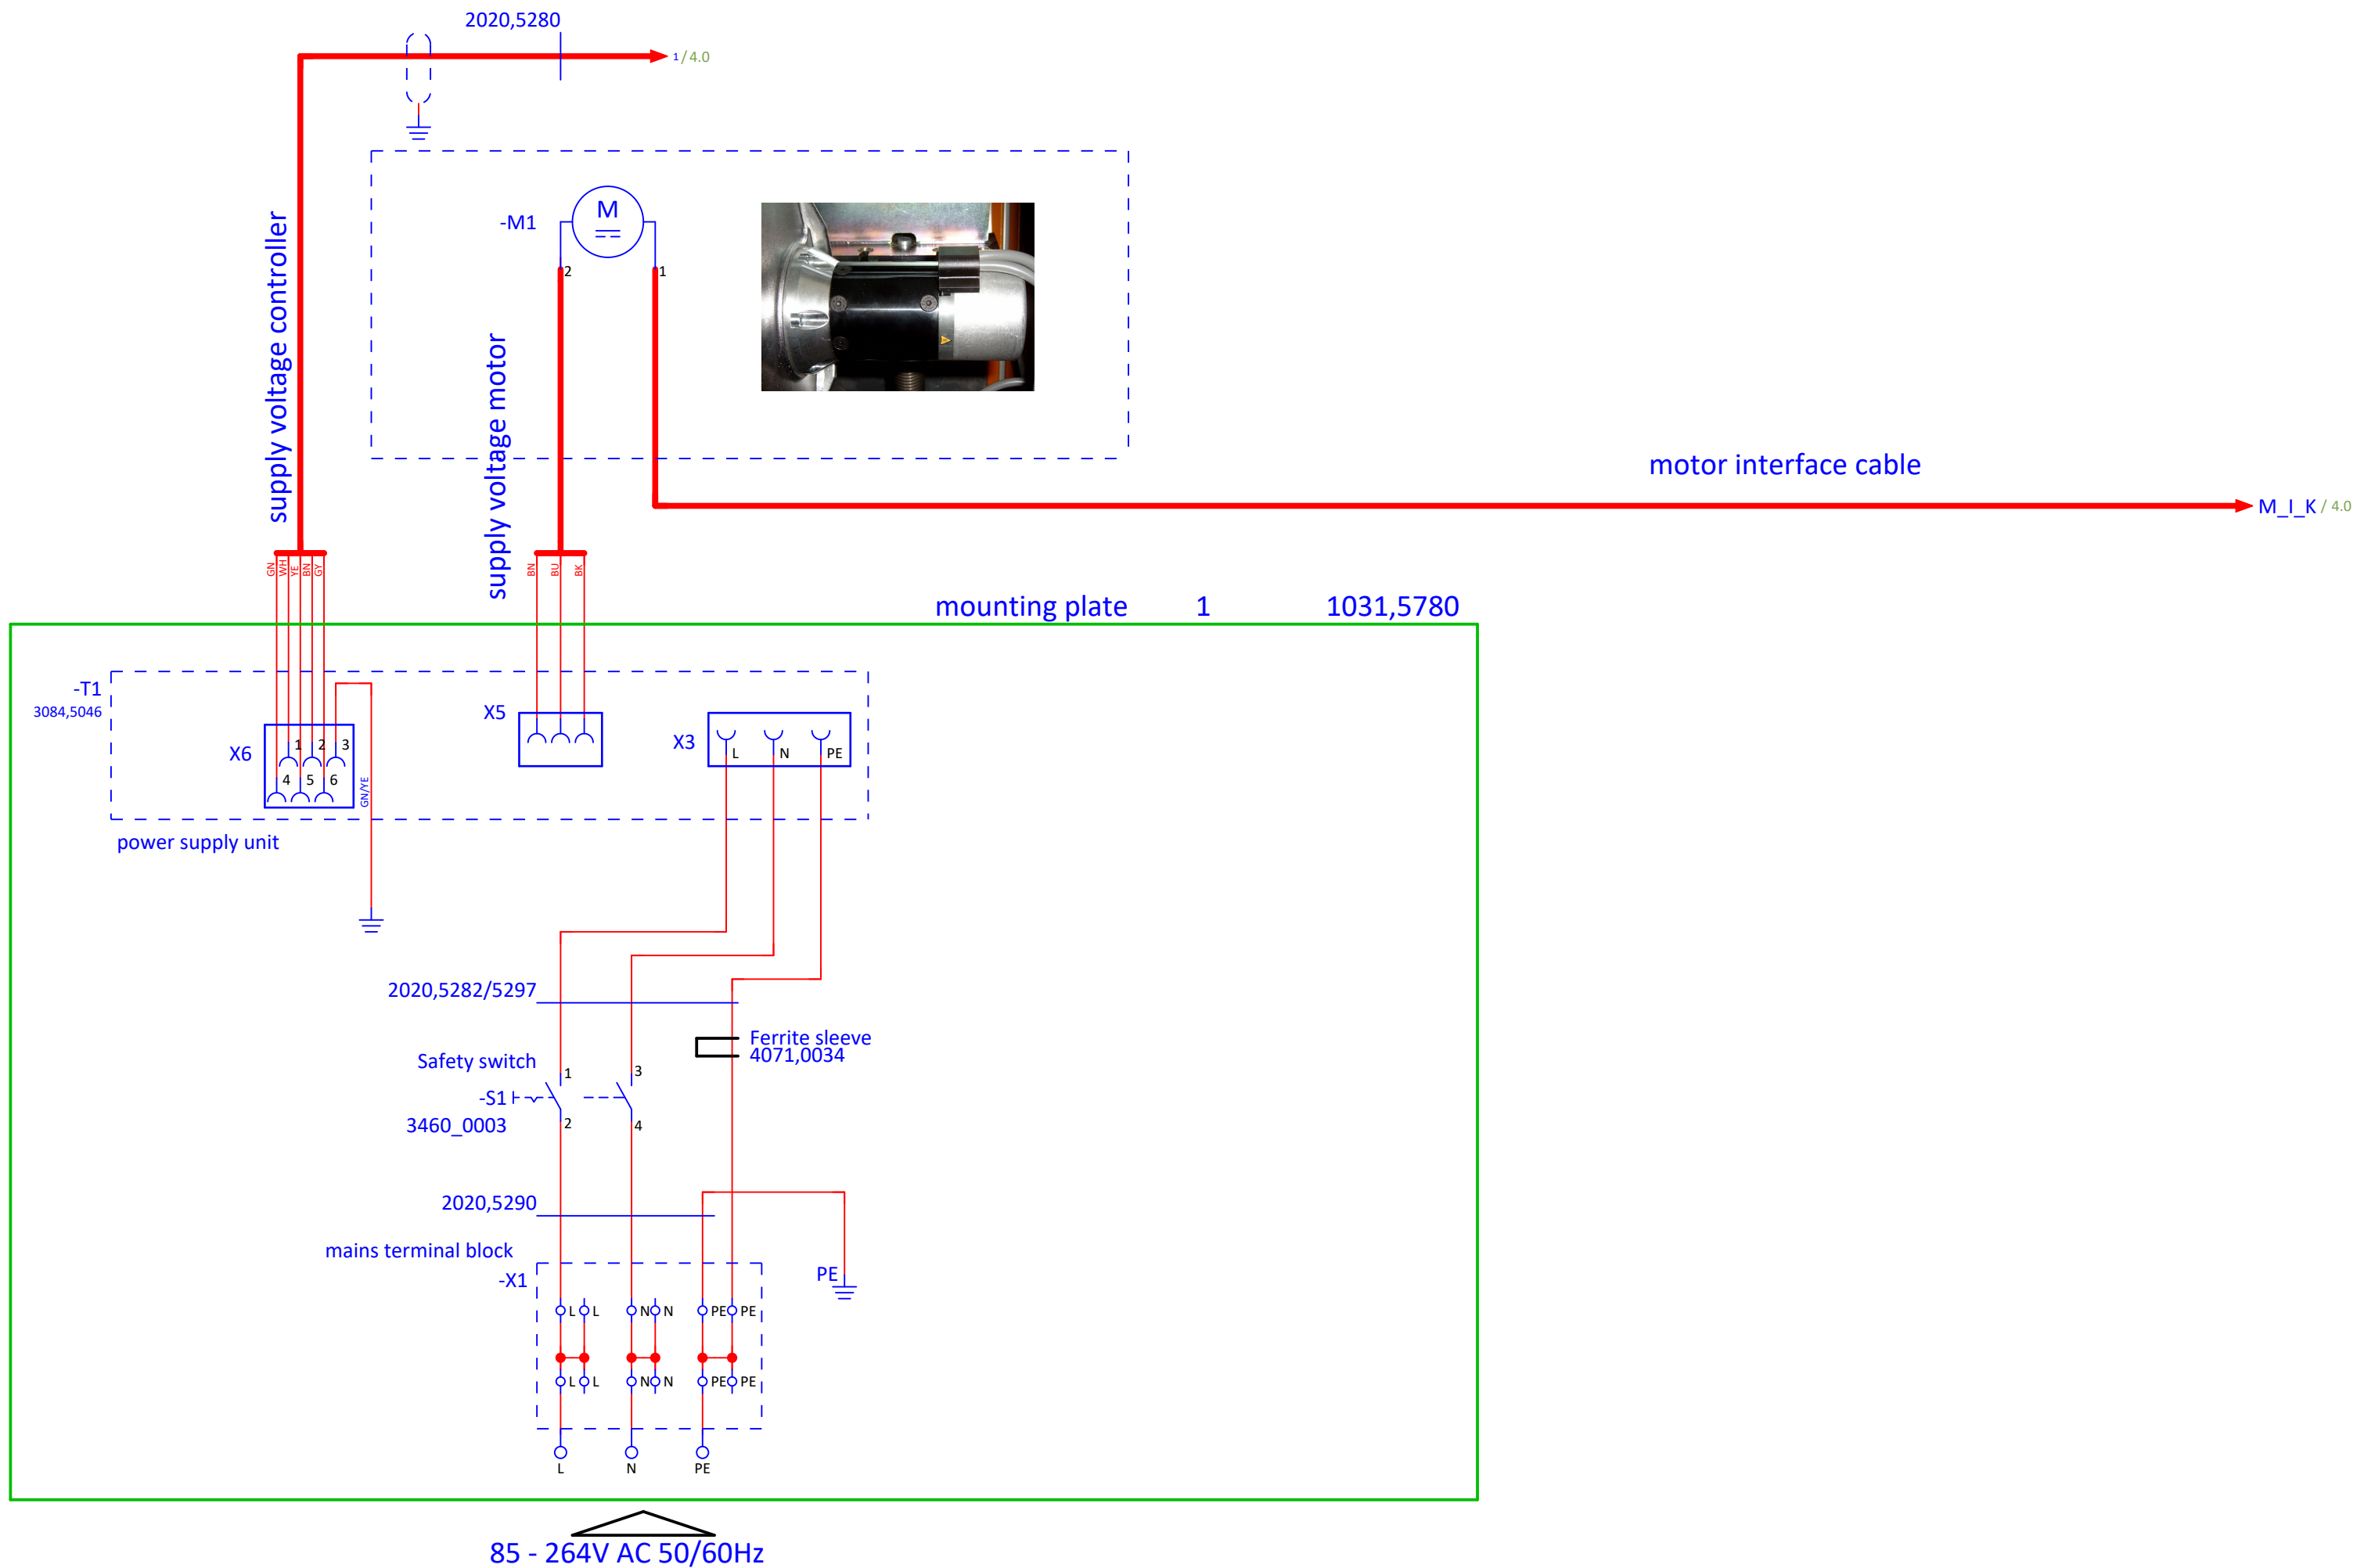 2020,5280
1 / 4.0
supply voltage controller
-M1
M
2
1
supply voltage motor
motor interface cable
M_I_K / 4.0
GN
WH
YE
BN
GY
BN
BU
BK
mounting plate 1 1031,5780
-T1
3084,5046
X6
1
2
3
4
5
6
GN/YE
X5
X3
L
N
PE
power supply unit
2020,5282/5297
Ferrite sleeve
4071,0034
Safety switch
1
3
-S1
2
4
3460_0003
2020,5290
mains terminal block
-X1
PE
L L N N PE PE
L L N N PE PE
L N PE
85 - 264V AC 50/60Hz